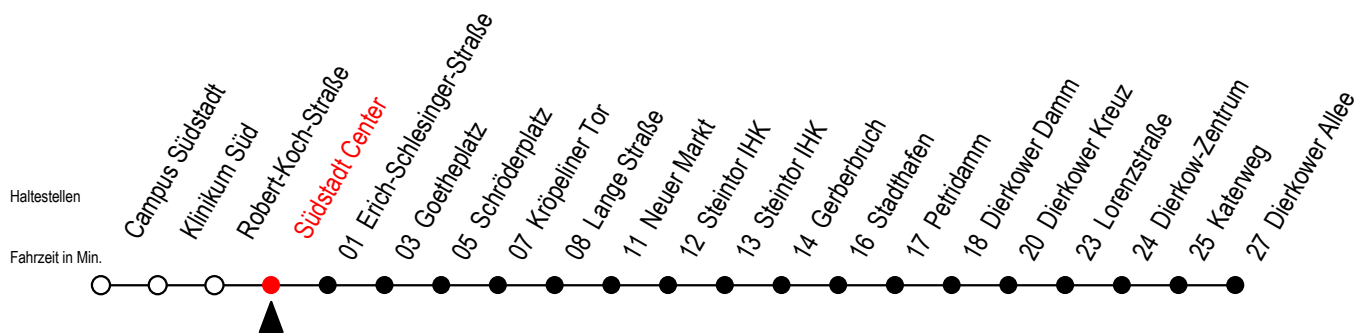 Haltestellen
Fahrzeit in Min.
Campus Südstadt
Klinikum Süd
Robert-Koch-Straße
Südstadt Center
01 Erich-Schlesinger-Straße
03 Goetheplatz
05 Schröderplatz
07 Kröpeliner Tor
08 Lange Straße
11 Neuer Markt
12 Steintor IHK
13 Steintor IHK
14 Gerberbruch
16 Stadthafen
17 Petridamm
18 Dierkower Damm
20 Dierkower Kreuz
23 Lorenzstraße
24 Dierkow-Zentrum
25 Katerweg
27 Dierkower Allee